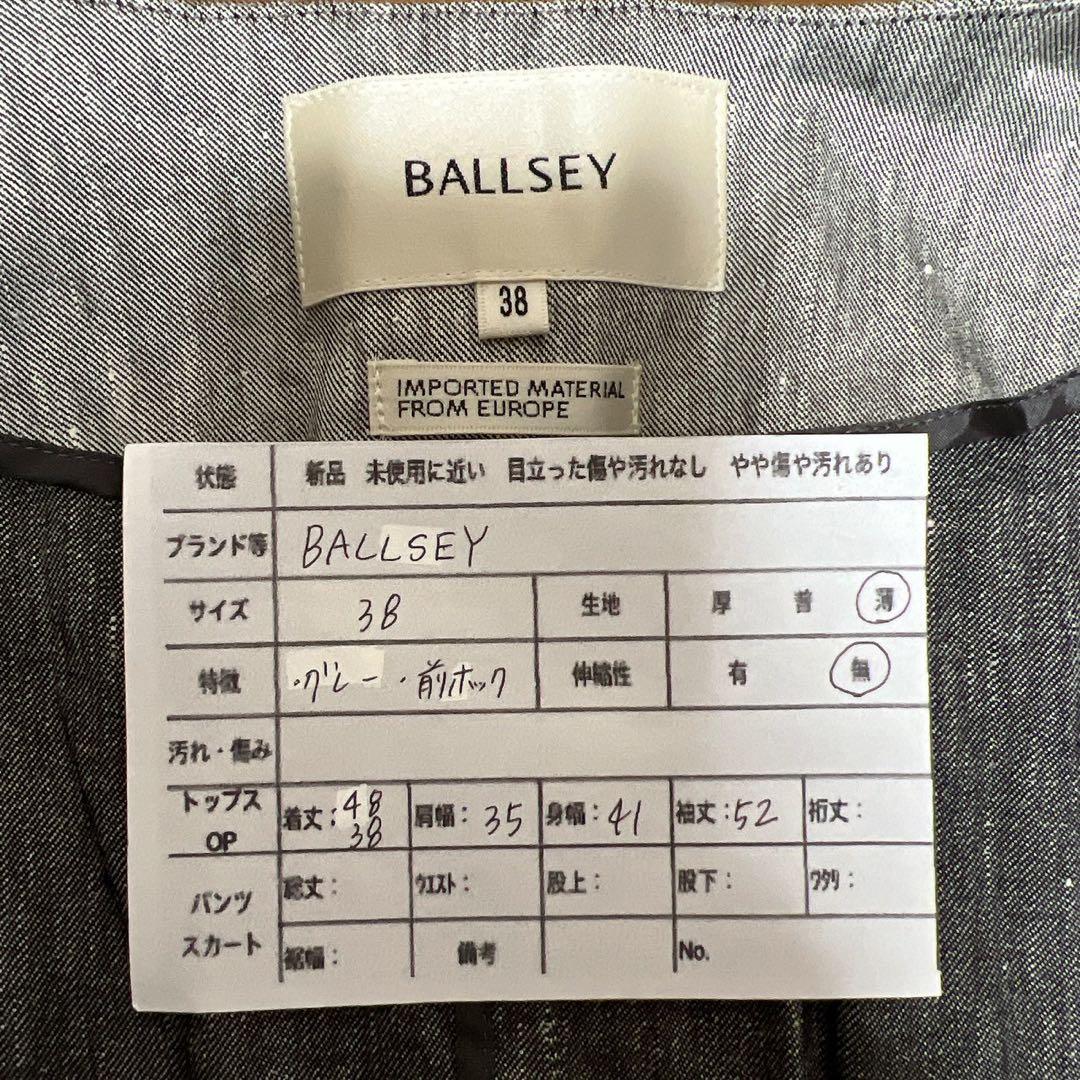 BALLSEY
38
IMPORTED MATERIAL
FROM EUROPE
状態 新品 未使用に近い 目立った傷や汚れなし やや傷や汚れあり
ブランド等 BALLSEY
サイズ 38 生地 厚 普 薄
特徴 ・グレー ・前ホック 伸縮性 有 無
汚れ・傷み
トップス OP 着丈:48 38 肩幅:35 身幅:41 袖丈:52 裄丈:
パンツ スカート 総丈: ウエスト: 股上: 股下: ワタリ:
裾幅: 備考 No.